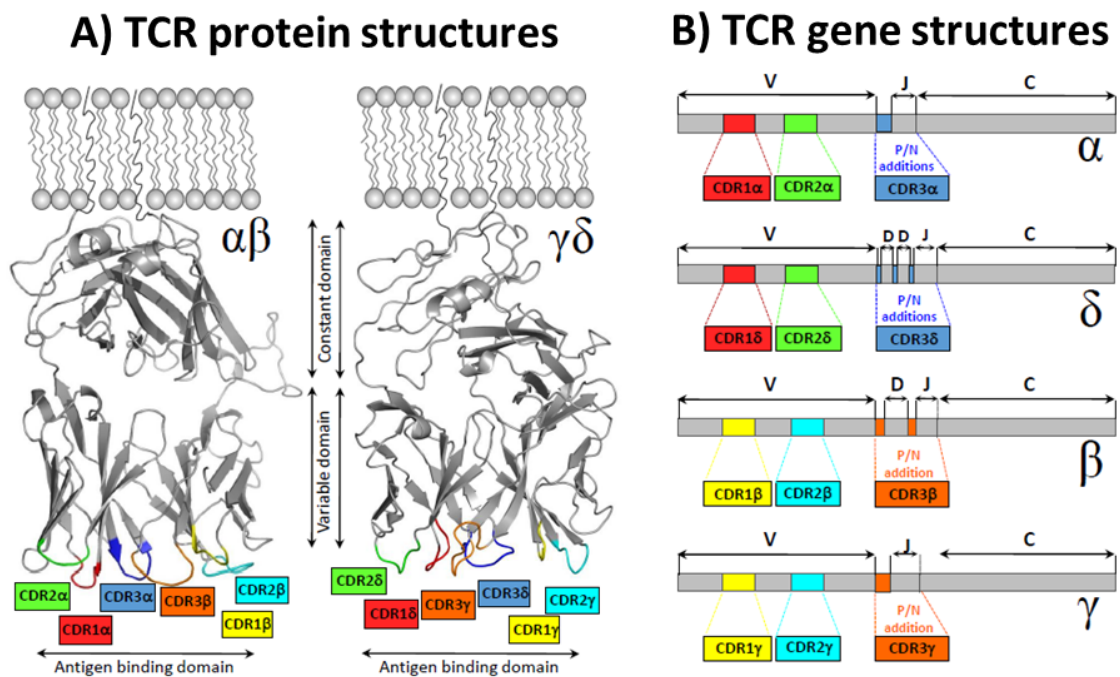 A) TCR protein structures
αβ
γδ
Constant domain
Variable domain
CDR2α
CDR1α
CDR3α
CDR3β
CDR2β
CDR1β
Antigen binding domain
CDR2δ
CDR1δ
CDR3γ
CDR3δ
CDR2γ
CDR1γ
Antigen binding domain
B) TCR gene structures
V J C
α
P/N
additions
CDR1α CDR2α CDR3α
V D D J C
δ
P/N
additions
CDR1δ CDR2δ CDR3δ
V D J C
β
P/N
addition
CDR1β CDR2β CDR3β
V J C
γ
P/N
addition
CDR1γ CDR2γ CDR3γ